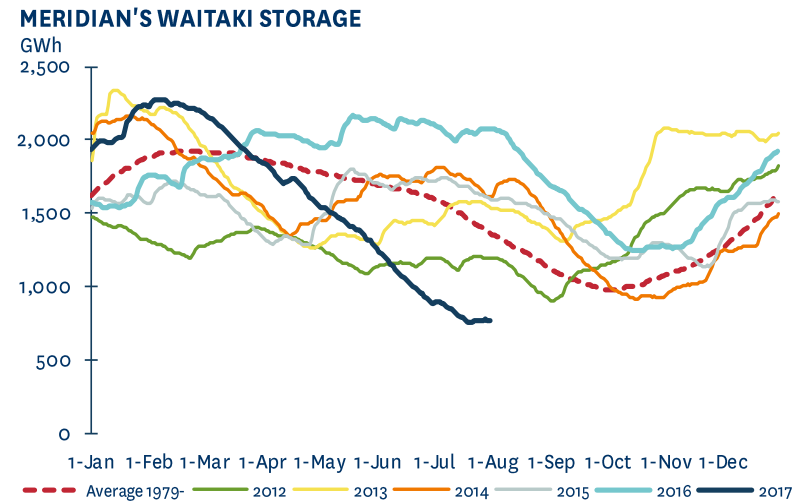 MERIDIAN'S WAITAKI STORAGE
GWh
2,500
2,000
1,500
1,000
500
0
1-Jan 1-Feb 1-Mar 1-Apr 1-May 1-Jun 1-Jul 1-Aug 1-Sep 1-Oct 1-Nov 1-Dec
Average 1979- 2012 2013 2014 2015 2016 2017